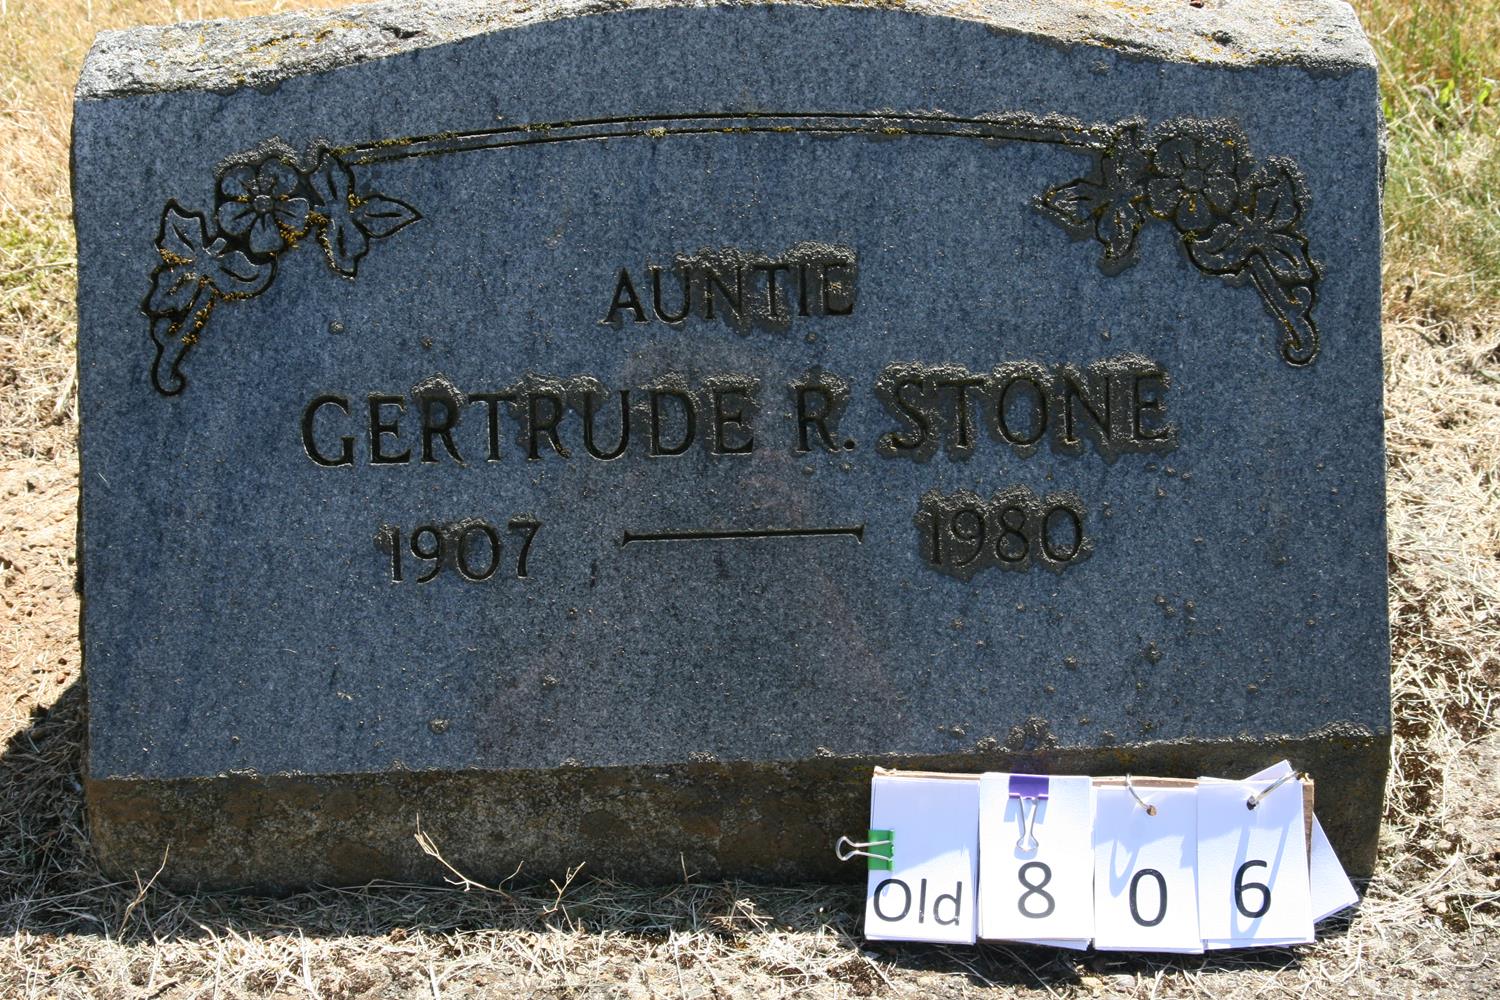 AUNTIE
GERTRUDE R. STONE
1907 — 1980
Old 8 0 6